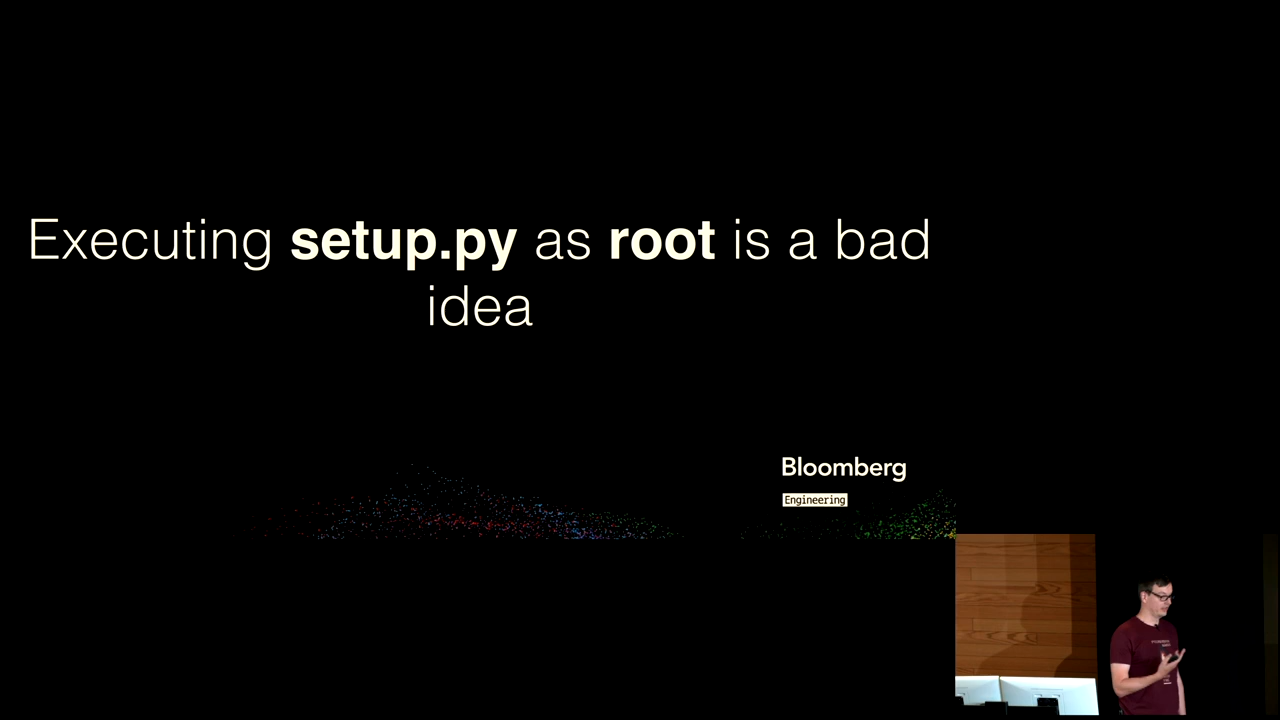 Executing setup.py as root is a bad
idea
Bloomberg
Engineering